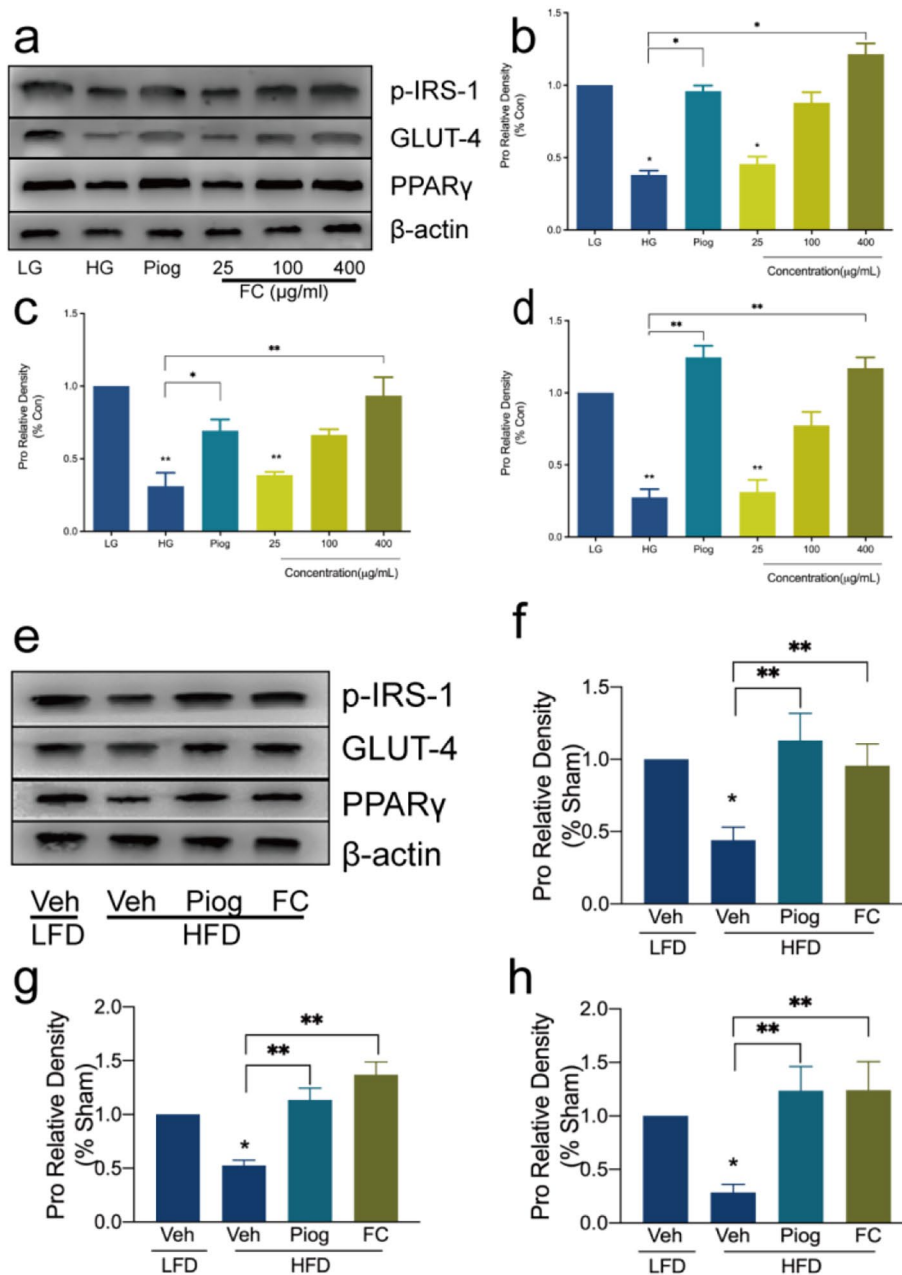 a
p-IRS-1
GLUT-4
PPARγ
β-actin
LG HG Piog 25 100 400
FC (μg/ml)
b
Pro Relative Density
(% Con)
1.5
1.0
0.5
0.0
*
*
*
*
LG HG Piog 25 100 400
Concentration(μg/mL)
c
Pro Relative Density
(% Con)
1.5
1.0
0.5
0.0
**
*
**
**
LG HG Piog 25 100 400
Concentration(μg/mL)
d
Pro Relative Density
(% Con)
1.5
1.0
0.5
0.0
**
**
**
**
LG HG Piog 25 100 400
Concentration(μg/mL)
e
p-IRS-1
GLUT-4
PPARγ
β-actin
Veh Veh Piog FC
LFD HFD
f
Pro Relative Density
(% Sham)
1.5
1.0
0.5
0.0
**
**
*
Veh Veh Piog FC
LFD HFD
g
Pro Relative Density
(% Sham)
2.0
1.5
1.0
0.5
0.0
**
**
*
Veh Veh Piog FC
LFD HFD
h
Pro Relative Density
(% Sham)
2.0
1.5
1.0
0.5
0.0
**
**
*
Veh Veh Piog FC
LFD HFD